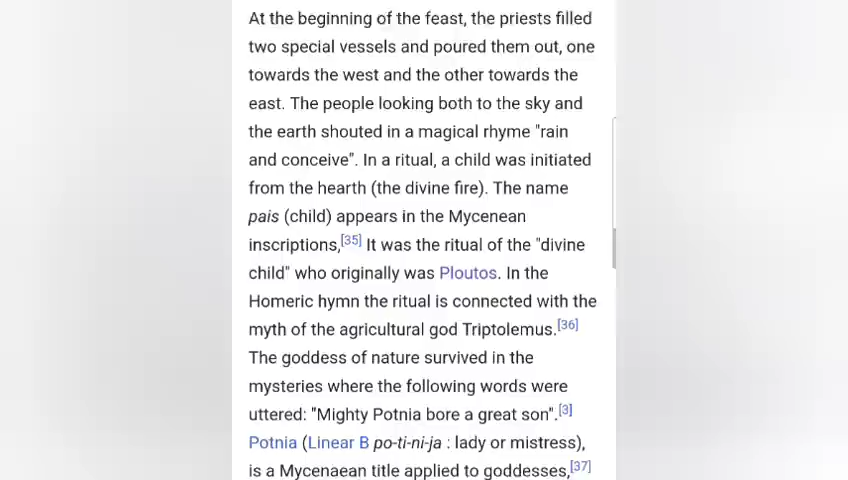 At the beginning of the feast, the priests filled
two special vessels and poured them out, one
towards the west and the other towards the
east. The people looking both to the sky and
the earth shouted in a magical rhyme "rain
and conceive". In a ritual, a child was initiated
from the hearth (the divine fire). The name
pais (child) appears in the Mycenean
inscriptions,[35] It was the ritual of the "divine
child" who originally was Ploutos. In the
Homeric hymn the ritual is connected with the
myth of the agricultural god Triptolemus.[36]
The goddess of nature survived in the
mysteries where the following words were
uttered: "Mighty Potnia bore a great son".[3]
Potnia (Linear B po-ti-ni-ja : lady or mistress),
is a Mycenaean title applied to goddesses,[37]